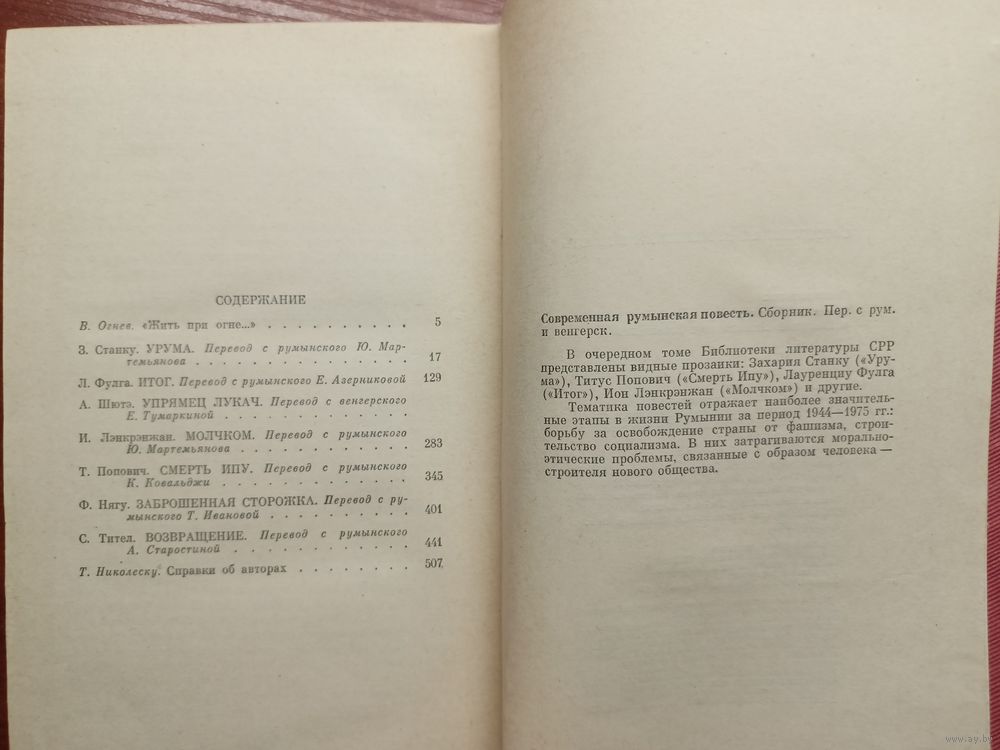 СОДЕРЖАНИЕ
В. Огнев. «Жить при огне...» . . . . . . . . . . 5
З. Станку. УРУМА. Перевод с румынского Ю. Мар-
темьянова . . . . . . . . . . . . . 17
Л. Фулга. ИТОГ. Перевод с румынского Е. Азерниковой 129
А. Шютэ. УПРЯМЕЦ ЛУКАЧ. Перевод с венгерского
Е. Тумаркиной . . . . . . . . . . .
И. Лэнкрэнжан. МОЛЧКОМ. Перевод с румынского
Ю. Мартемьянова . . . . . . . . . . 283
Т. Попович. СМЕРТЬ ИПУ. Перевод с румынского
К. Ковальджи . . . . . . . . . . . 345
Ф. Нягу. ЗАБРОШЕННАЯ СТОРОЖКА. Перевод с ру-
мынского Т. Ивановой . . . . . . . . 401
С. Тител. ВОЗВРАЩЕНИЕ. Перевод с румынского
А. Старостиной . . . . . . . . . . 441
Т. Николеску. Справки об авторах . . . . . . . . 507
Современная румынская повесть. Сборник. Пер. с рум.
и венгерск.
В очередном томе Библиотеки литературы СРР
представлены видные прозаики: Захария Станку («Уру-
ма»), Титус Попович («Смерть Ипу»), Лауренциу Фулга
(«Итог»), Ион Лэнкрэнжан («Молчком») и другие.
Тематика повестей отражает наиболее значитель-
ные этапы в жизни Румынии за период 1944—1975 гг.:
борьбу за освобождение страны от фашизма, строи-
тельство социализма. В них затрагиваются морально-
этические проблемы, связанные с образом человека —
строителя нового общества.
www.ay.by